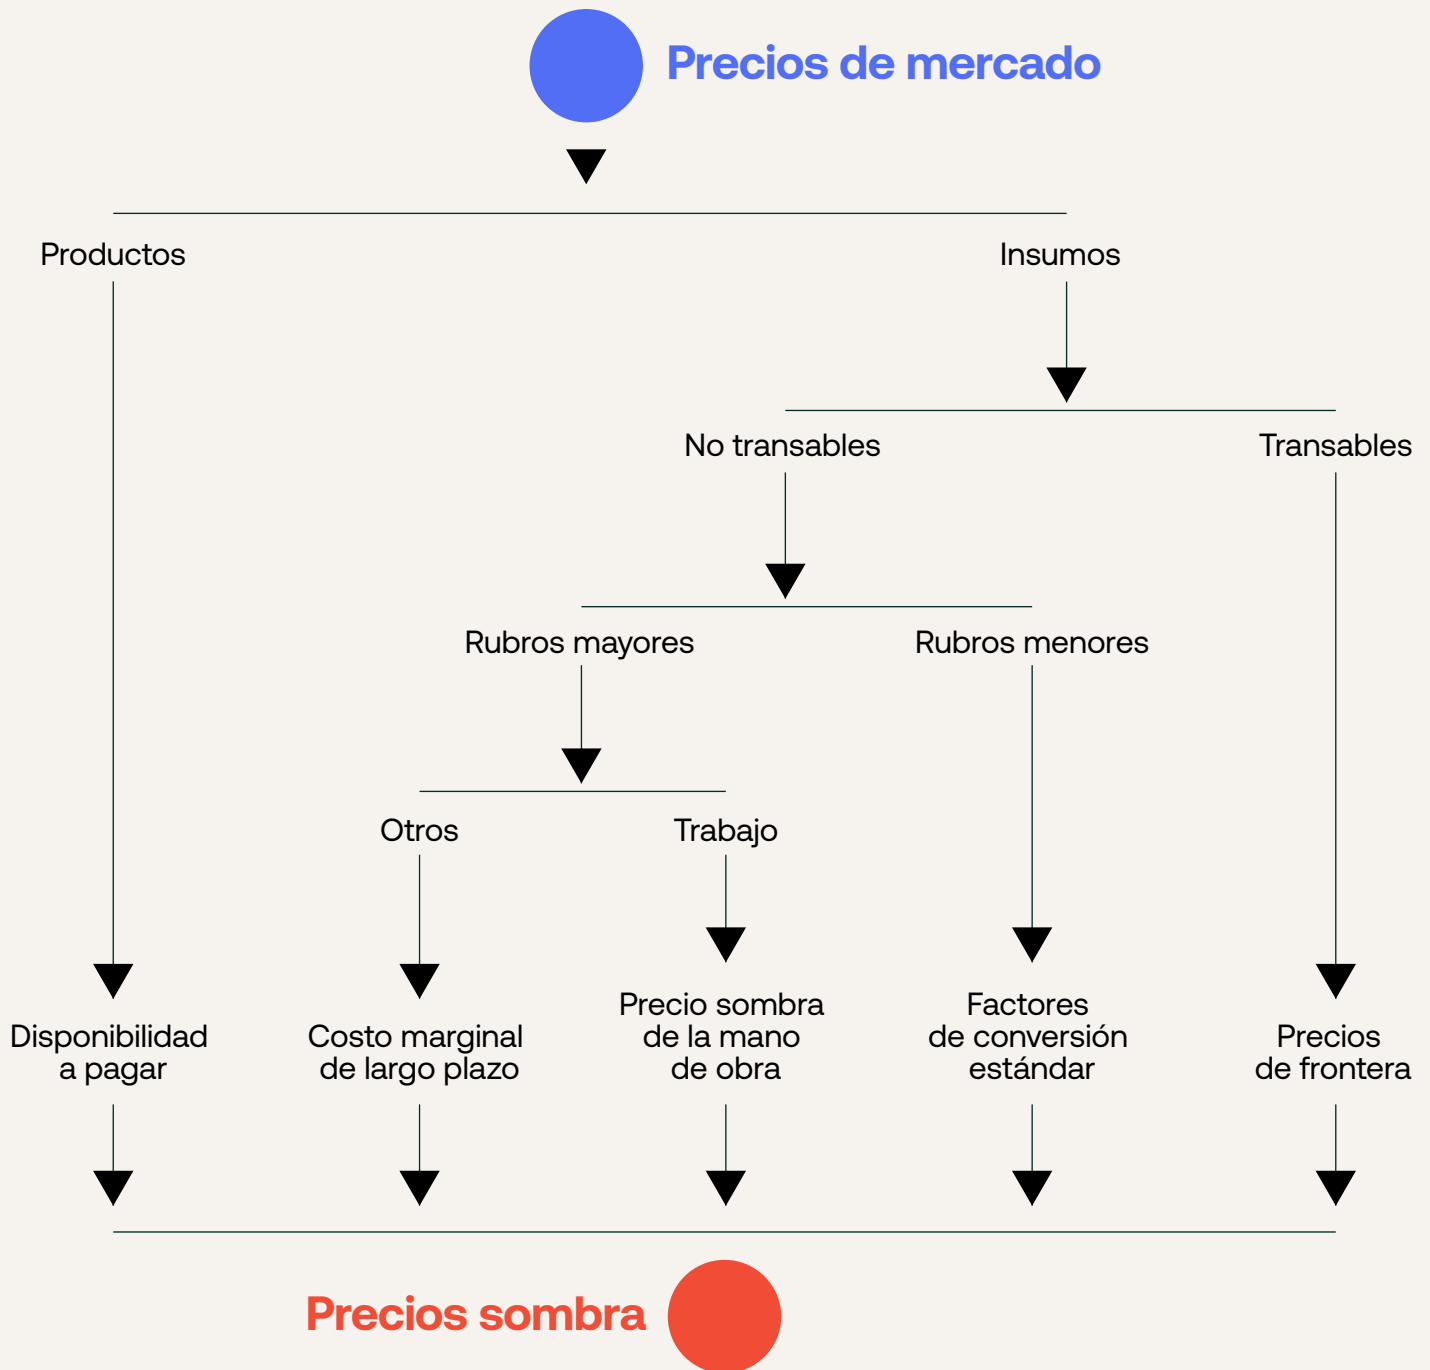 Precios de mercado
Productos
Insumos
No transables
Transables
Rubros mayores
Rubros menores
Otros
Trabajo
Disponibilidad
a pagar
Costo marginal
de largo plazo
Precio sombra
de la mano
de obra
Factores
de conversión
estándar
Precios
de frontera
Precios sombra